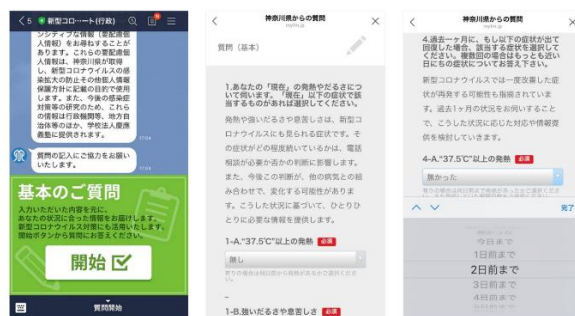 5 新型コロ…ート(行政)
ンシティブな情報（要配慮個
人情報）をお尋ねすることが
あります。これらの要配慮個
人情報は、神奈川県が取得
し、新型コロナウイルスの感
染拡大の防止その他個人情報
保護方針に記載の目的で使用
します。また、今後の感染症
対策等の研究のため、これら
の情報は行政機関等、地方自
治体等のほか、学校法人慶應
義塾に提供されます。
質問の記入にご協力をお願い
いたします。
基本のご質問
入力いただいた内容を元に、
あなたの状況に合った情報をお届けします。
新型コロナウイルス対策にも活用いたします。
開始ボタンから質問にお答えください。
開始
質問開始
神奈川県からの質問
質問（基本）
1.あなたの「現在」の発熱やだるさにつ
いて伺います。「現在」以下の症状で該
当するものがあれば選択してください。
発熱や強いだるさや息苦しさは、新型コ
ロナウイルスにも見られる症状です。そ
の症状がどの程度続いているかは、電話
相談が必要か否かの判断に影響します。
また、今後この判断が、他の病気との組
み合わせで、変化する可能性がありま
す。こうした状況に基づいて、ひとりひ
とりに必要な情報を提供します。
1-A.“37.5℃”以上の発熱 必須
無し
–
1-B.強いだるさや息苦しさ 必須
神奈川県からの質問
4.過去一ヶ月に、もし以下の症状が出て
回復した場合、該当する症状を選択して
ください。複数回の場合はもっとも近い
日にちの症状についてお答え下さい。
新型コロナウイルスでは一度改善した症
状が再発する可能性も指摘されていま
す。過去1ヶ月の状況をお伺いすること
で、こうした状況に応じた対応や情報提
供を検討していきます。
4-A.“37.5℃”以上の発熱 必須
無かった
完了
今日まで
1日前まで
2日前まで
3日前まで
4日前まで